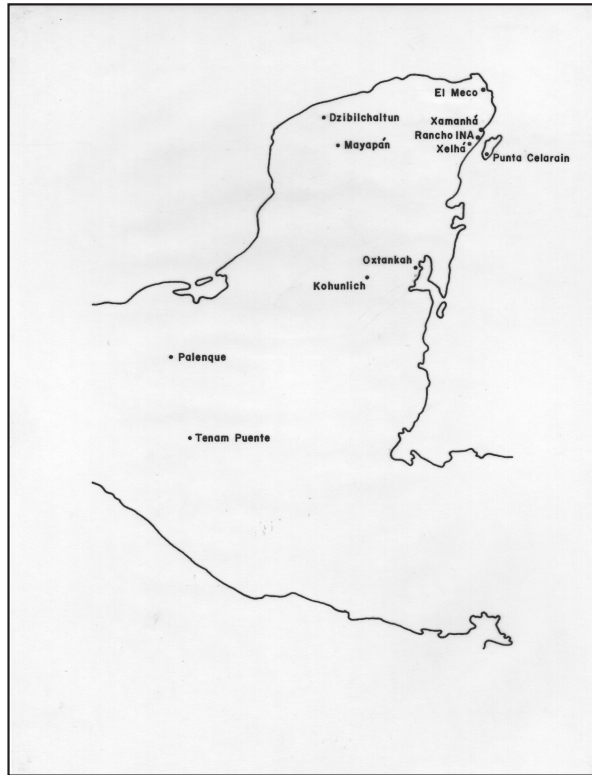 El Meco
Dzibilchaltun
Xamanhá
Rancho INA
Mayapán
Xelhá
Punta Celarain
Oxtankah
Kohunlich
Palenque
Tenam Puente